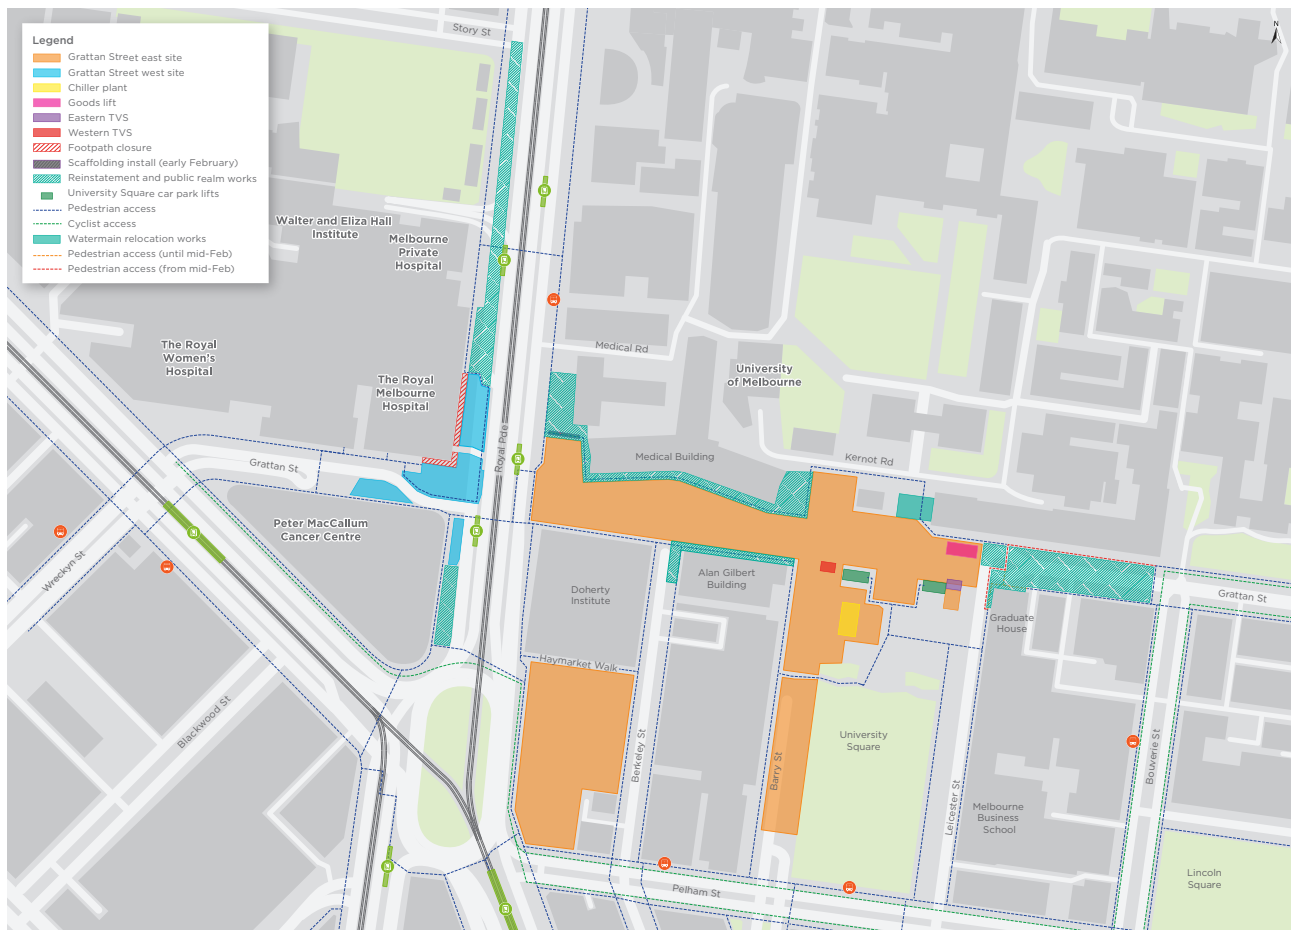 Story St
N
Legend
Grattan Street east site
Grattan Street west site
Chiller plant
Goods lift
Eastern TVS
Western TVS
Footpath closure
Scaffolding install (early February)
Reinstatement and public realm works
University Square car park lifts
Pedestrian access
Cyclist access
Watermain relocation works
Pedestrian access (until mid-Feb)
Pedestrian access (from mid-Feb)
Walter and Eliza Hall
Institute
Melbourne
Private
Hospital
The Royal
Women's
Hospital
The Royal
Melbourne
Hospital
Medical Rd
University
of Melbourne
Royal Pde
Grattan St
Medical Building
Kernot Rd
Peter MacCallum
Cancer Centre
Wreckyn St
Doherty
Institute
Alan Gilbert
Building
Grattan St
Graduate
House
Haymarket Walk
Blackwood St
Berkeley St
Barry St
University
Square
Leicester St
Bouverie St
Melbourne
Business
School
Pelham St
Lincoln
Square